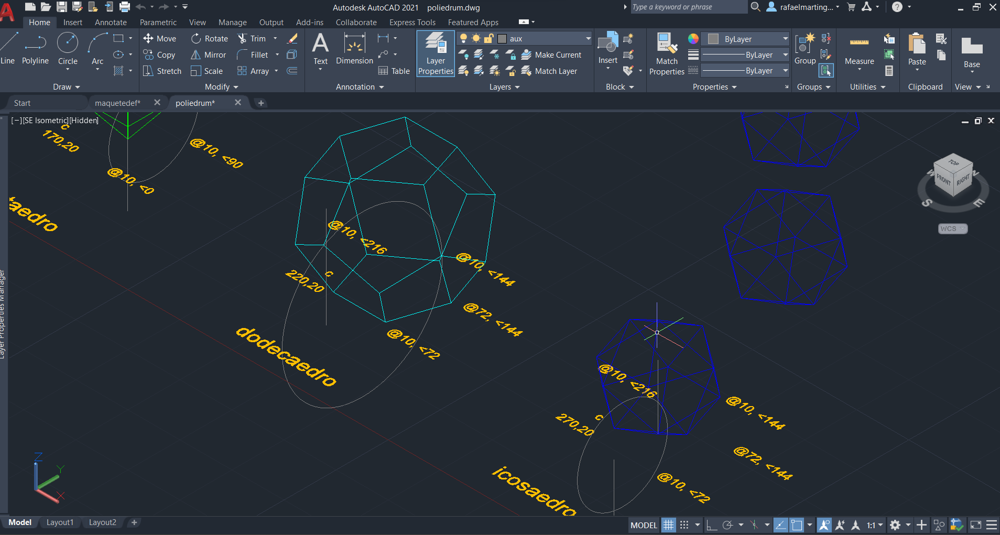 Autodesk AutoCAD 2021 poliedrum.dwg
Type a keyword or phrase
rafaelmarting...
Home Insert Annotate Parametric View Manage Output Add-ins Collaborate Express Tools Featured Apps
Line Polyline Circle Arc
Draw
Move Rotate Trim
Copy Mirror Fillet
Stretch Scale Array
Modify
Text Dimension Table
Annotation
Layer Properties
aux
Make Current
Match Layer
Layers
Insert
Block
Match Properties
ByLayer
ByLayer
ByLayer
Properties
Group
Groups
Measure
Utilities
Paste
Clipboard
Base
View
Start maquetedef* poliedrum*
[−][SE Isometric][Hidden]
c
170,20
@10, <90
@10, <0
taedro
@10, <216
c
220,20
@10, <144
@72, <144
@10, <72
dodecaedro
@10, <216
c
270,20
@10, <144
@72, <144
@10, <72
icosaedro
TOP
FRONT
RIGHT
W
N
S
E
WCS
Layer Properties Manager
Z
Y
X
Model Layout1 Layout2
MODEL
1:1